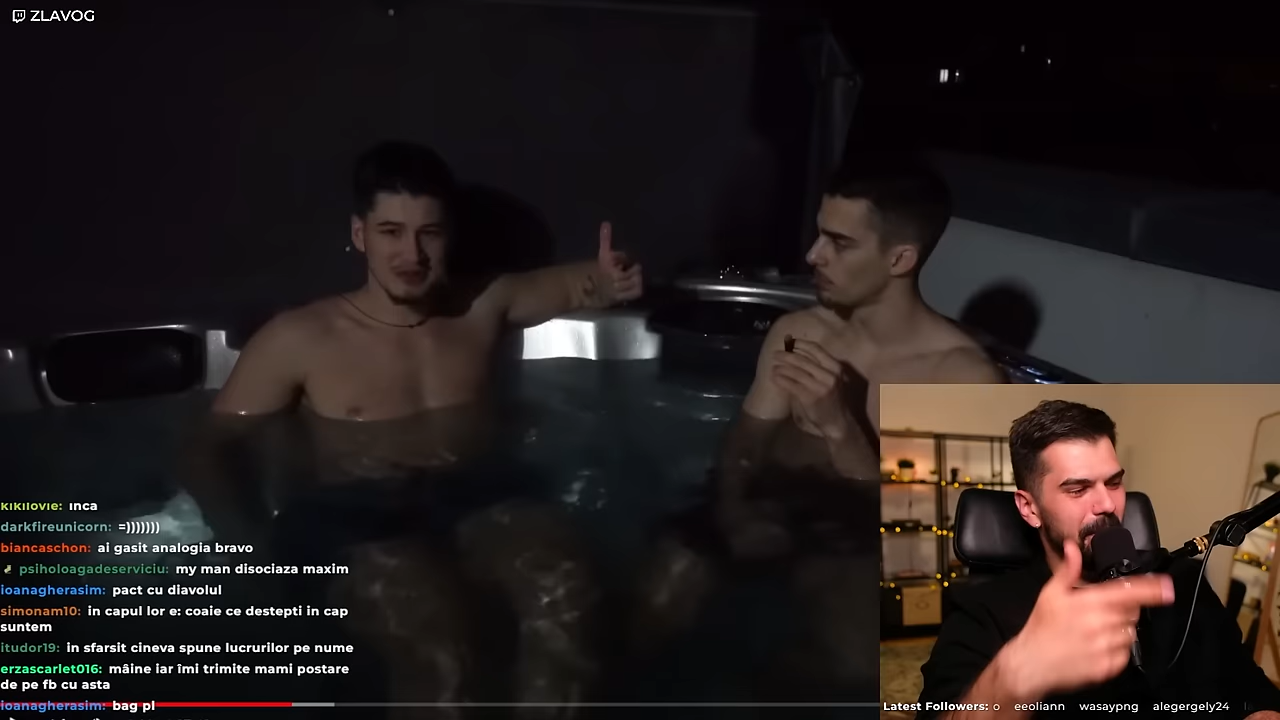 ZLAVOG
kikilovie: inca
darkfireunicorn: =)))))))
biancaschon: ai gasit analogia bravo
psiholoagadeserviciu: my man disociaza maxim
ioanagherasim: pact cu diavolul
simonam10: in capul lor e: coaie ce destepti in cap
suntem
itudor19: in sfarsit cineva spune lucrurilor pe nume
erzascarlet016: mâine iar îmi trimite mami postare
de pe fb cu asta
ioanagherasim: bag pl
Latest Followers: o eeoliann wasaypng alegergely24